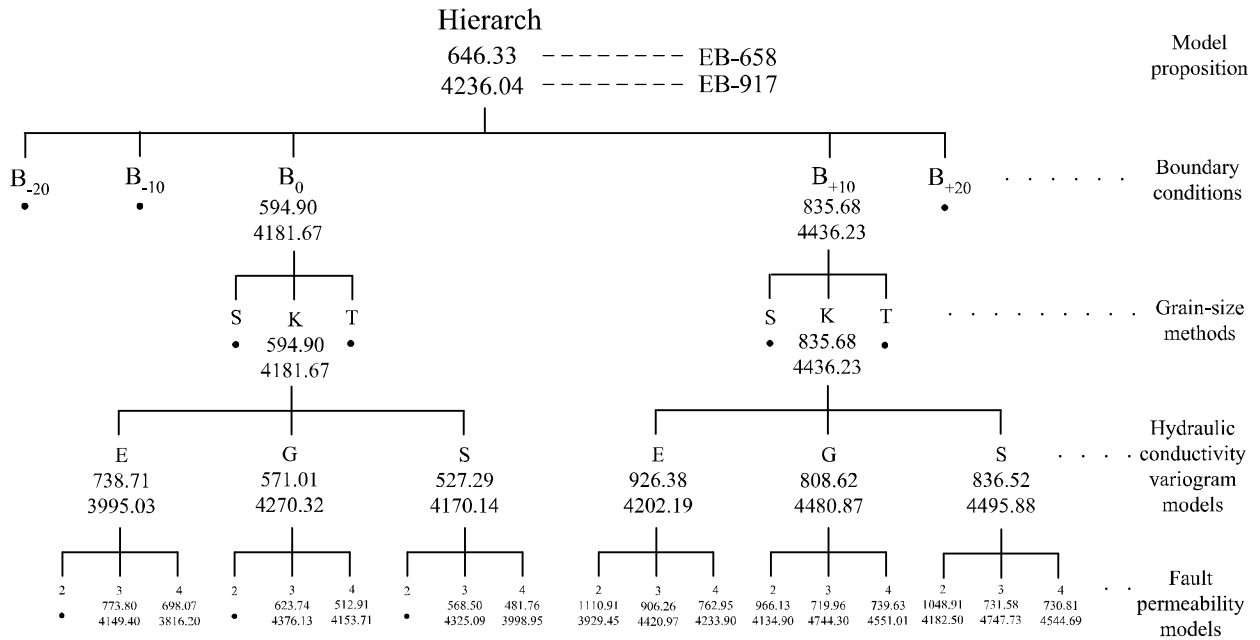 Hierarch
646.33 EB-658
4236.04 EB-917
Model
proposition
B-20 B-10 B0 B+10 B+20
Boundary
conditions
594.90 835.68
4181.67 4436.23
S K T S K T
Grain-size
methods
594.90 835.68
4181.67 4436.23
E G S E G S
Hydraulic
conductivity
variogram
models
738.71 571.01 527.29 926.38 808.62 836.52
3995.03 4270.32 4170.14 4202.19 4480.87 4495.88
2 3 4 2 3 4 2 3 4 2 3 4 2 3 4 2 3 4
773.80 698.07 623.74 512.91 568.50 481.76 1110.91 906.26 762.95 966.13 719.96 739.63 1048.91 731.58 730.81
4149.40 3816.20 4376.13 4153.71 4325.09 3998.95 3929.45 4420.97 4233.90 4134.90 4744.30 4551.01 4182.50 4747.73 4544.69
Fault
permeability
models